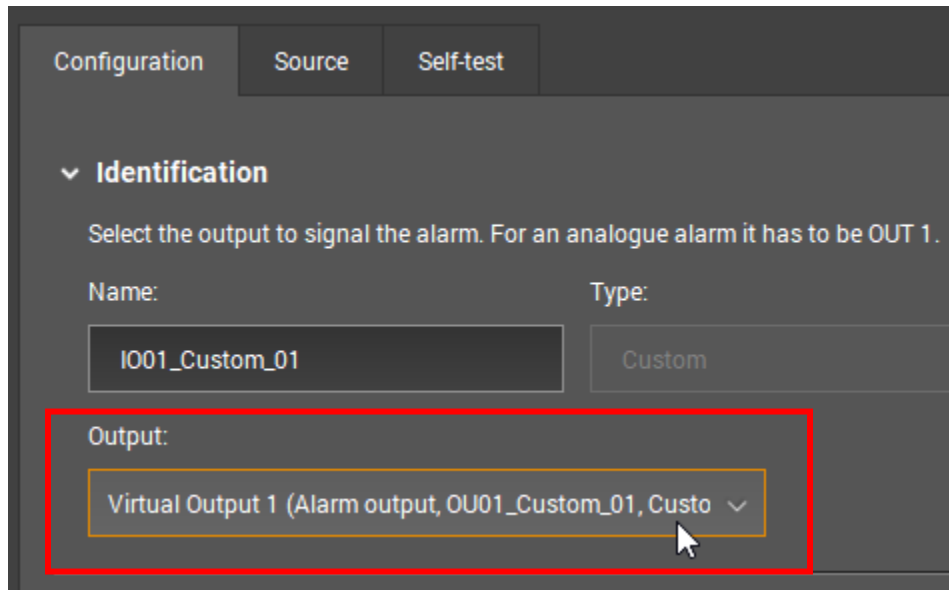 Configuration Source Self-test
Identification
Select the output to signal the alarm. For an analogue alarm it has to be OUT 1.
Name: Type:
IO01_Custom_01 Custom
Output:
Virtual Output 1 (Alarm output, OU01_Custom_01, Custo